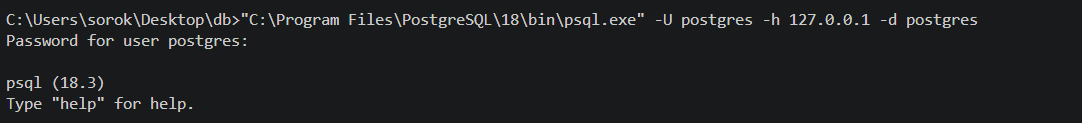 C:\Users\sorok\Desktop\db>"C:\Program Files\PostgreSQL\18\bin\psql.exe" -U postgres -h 127.0.0.1 -d postgres
Password for user postgres:
psql (18.3)
Type "help" for help.